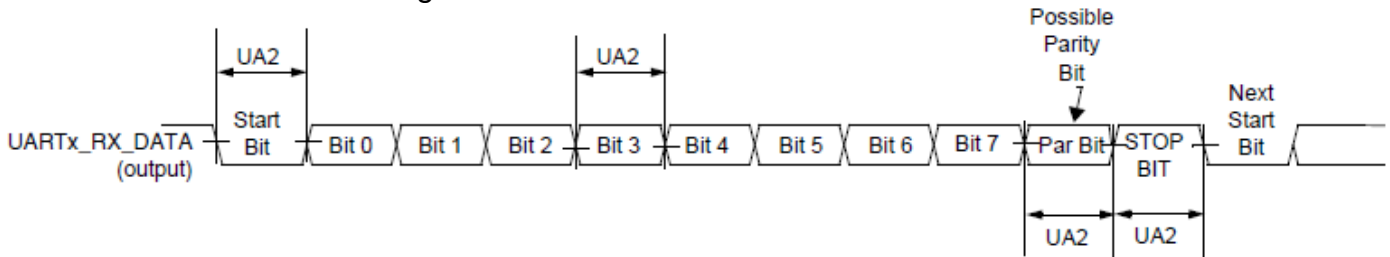 Possible
Parity
Bit
UA2
UA2
Next
Start
Bit
UARTx_RX_DATA
(output)
Start
Bit
Bit 0
Bit 1
Bit 2
Bit 3
Bit 4
Bit 5
Bit 6
Bit 7
Par Bit
STOP
BIT
UA2
UA2